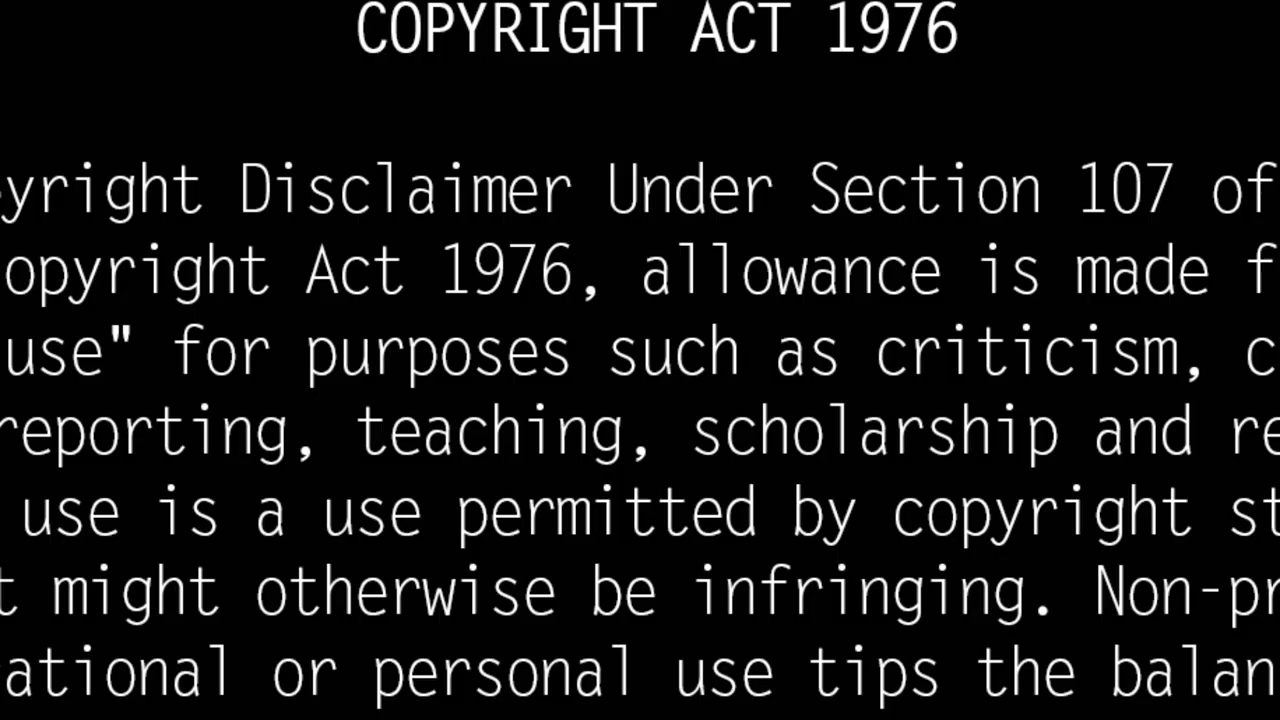 COPYRIGHT ACT 1976
yright Disclaimer Under Section 107 of
opyright Act 1976, allowance is made f
use" for purposes such as criticism, c
reporting, teaching, scholarship and re
use is a use permitted by copyright st
t might otherwise be infringing. Non-pr
ational or personal use tips the balan